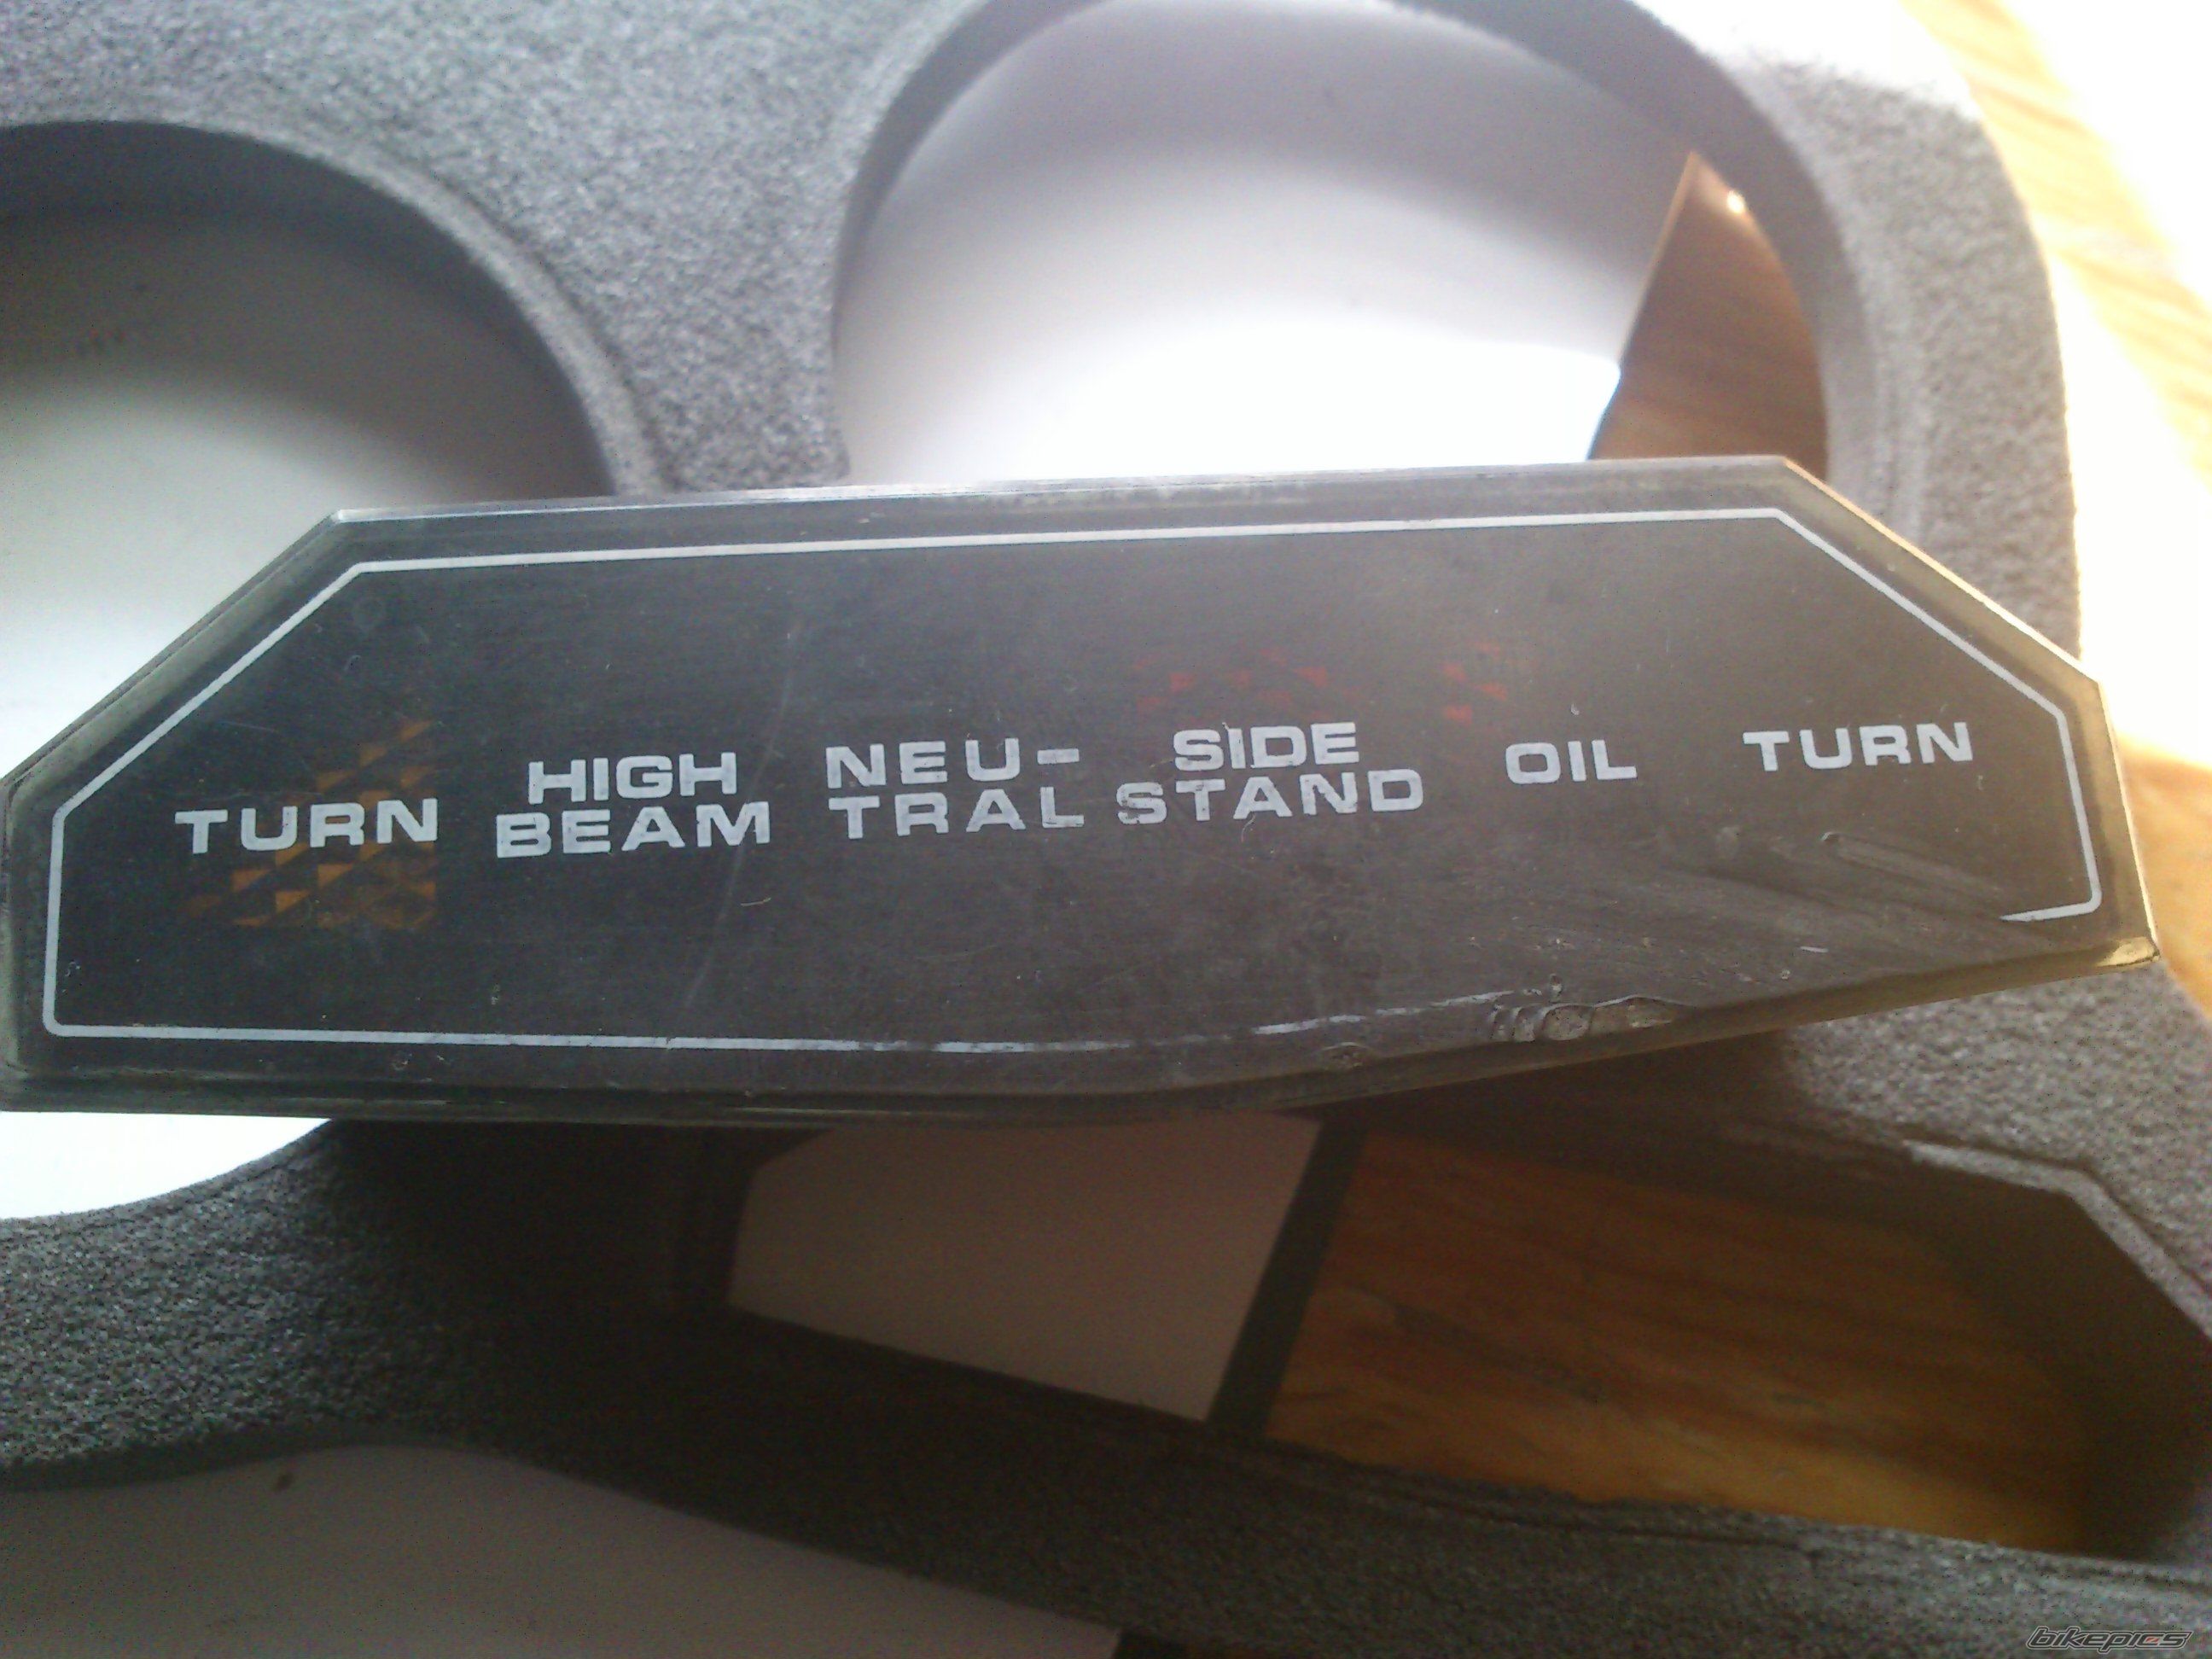 TURN
HIGH
BEAM
NEU-
TRAL
SIDE
STAND
OIL
TURN
bikepics